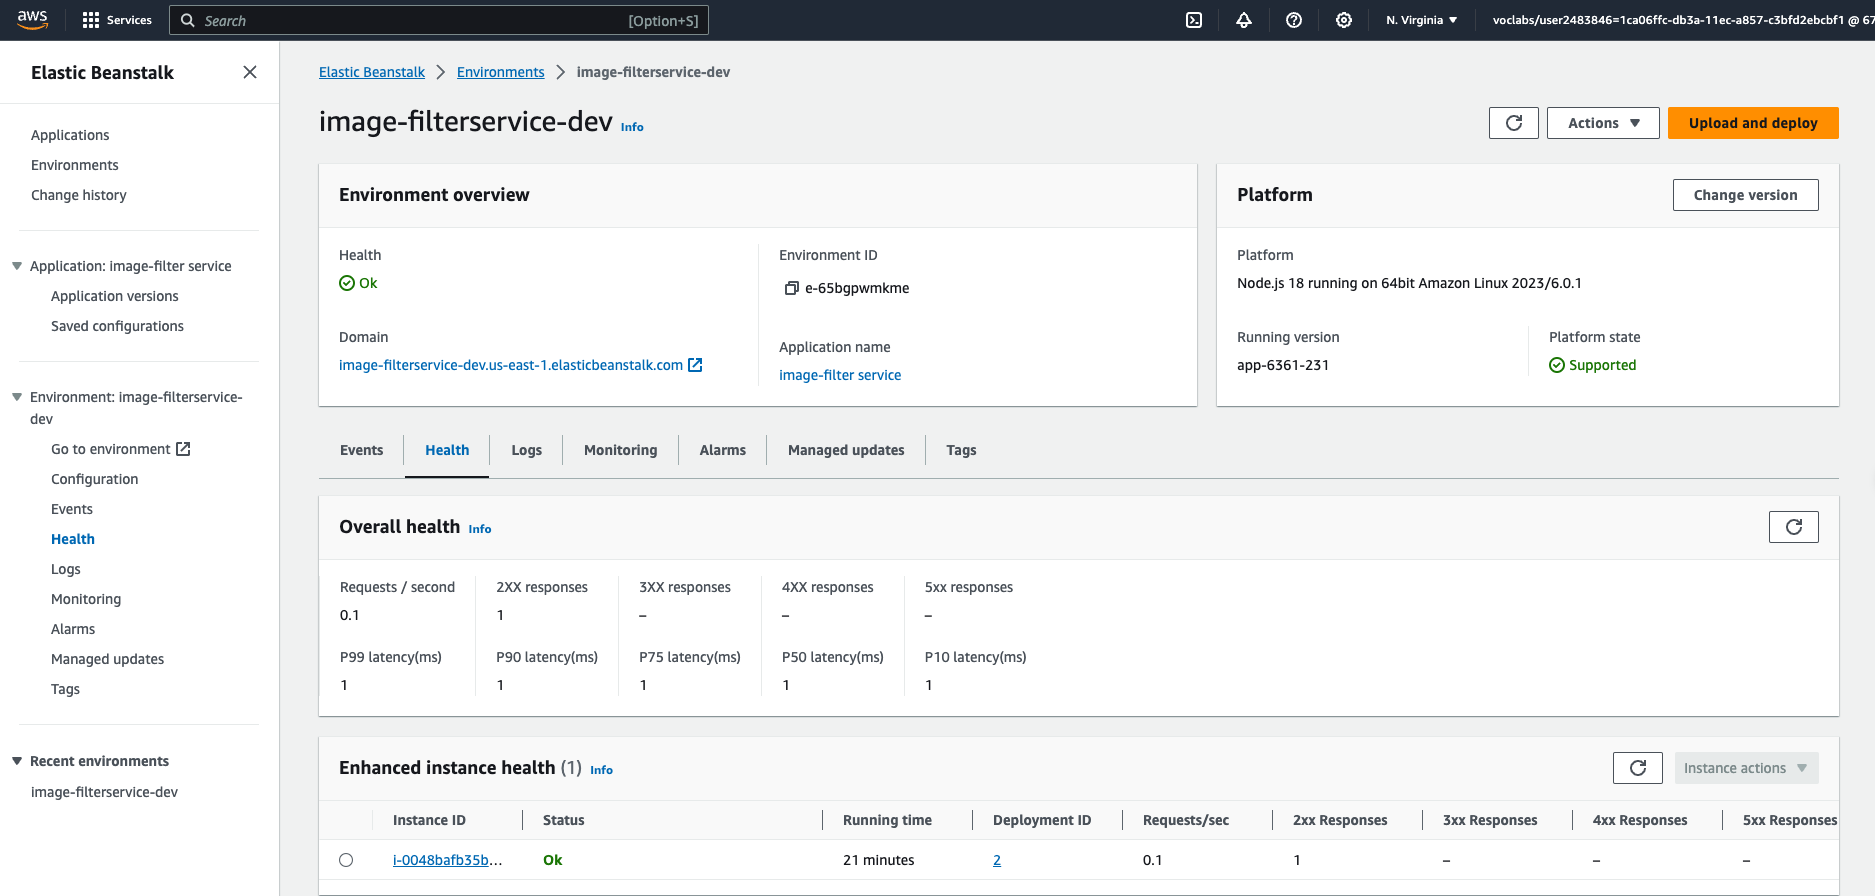 aws
Services
Search
[Option+S]
N. Virginia
voclabs/user2483846=1ca06ffc-db3a-11ec-a857-c3bfd2ebcbf1 @ 67
Elastic Beanstalk
Applications
Environments
Change history
Application: image-filter service
Application versions
Saved configurations
Environment: image-filterservice-
dev
Go to environment
Configuration
Events
Health
Logs
Monitoring
Alarms
Managed updates
Tags
Recent environments
image-filterservice-dev
Elastic Beanstalk Environments image-filterservice-dev
image-filterservice-dev Info
Actions
Upload and deploy
Environment overview
Health
Ok
Domain
image-filterservice-dev.us-east-1.elasticbeanstalk.com
Environment ID
e-65bgpwmkme
Application name
image-filter service
Platform
Change version
Platform
Node.js 18 running on 64bit Amazon Linux 2023/6.0.1
Running version
app-6361-231
Platform state
Supported
Events Health Logs Monitoring Alarms Managed updates Tags
Overall health Info
Requests / second 2XX responses 3XX responses 4XX responses 5xx responses
0.1 1 – – –
P99 latency(ms) P90 latency(ms) P75 latency(ms) P50 latency(ms) P10 latency(ms)
1 1 1 1 1
Enhanced instance health (1) Info
Instance actions
Instance ID Status Running time Deployment ID Requests/sec 2xx Responses 3xx Responses 4xx Responses 5xx Responses
i-0048bafb35b... Ok 21 minutes 2 0.1 1 – – –